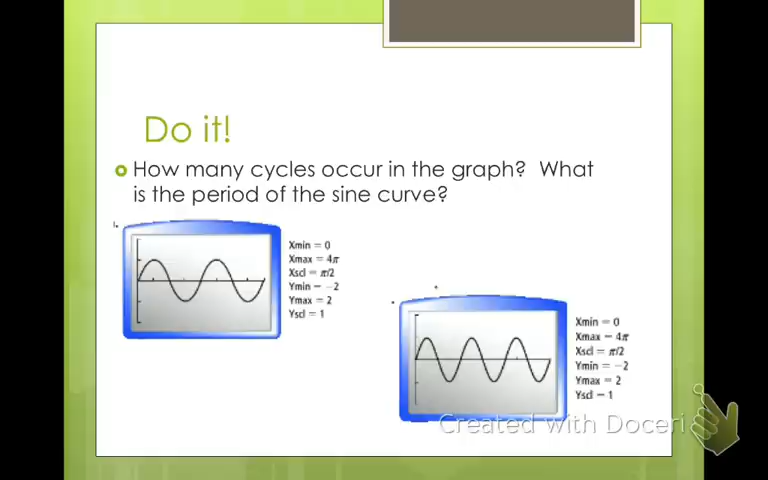 Do it!
How many cycles occur in the graph? What
is the period of the sine curve?
Xmin = 0
Xmax = 4π
Xscl = π/2
Ymin = -2
Ymax = 2
Yscl = 1
Xmin = 0
Xmax = 4π
Xscl = π/2
Ymin = -2
Ymax = 2
Yscl = 1
Created with Doceri